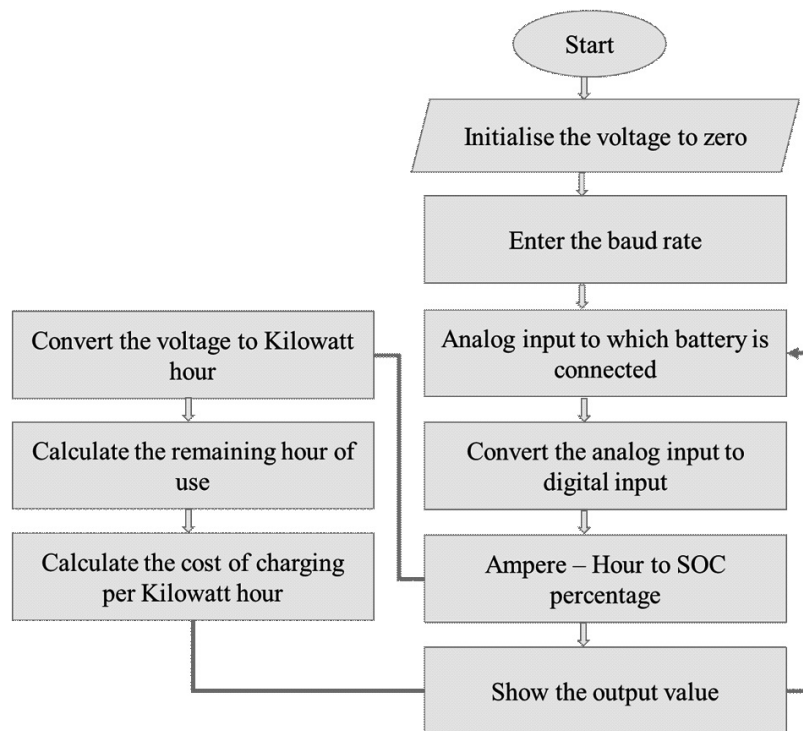 Start
Initialise the voltage to zero
Enter the baud rate
Analog input to which battery is
connected
Convert the analog input to
digital input
Ampere – Hour to SOC
percentage
Show the output value
Convert the voltage to Kilowatt
hour
Calculate the remaining hour of
use
Calculate the cost of charging
per Kilowatt hour